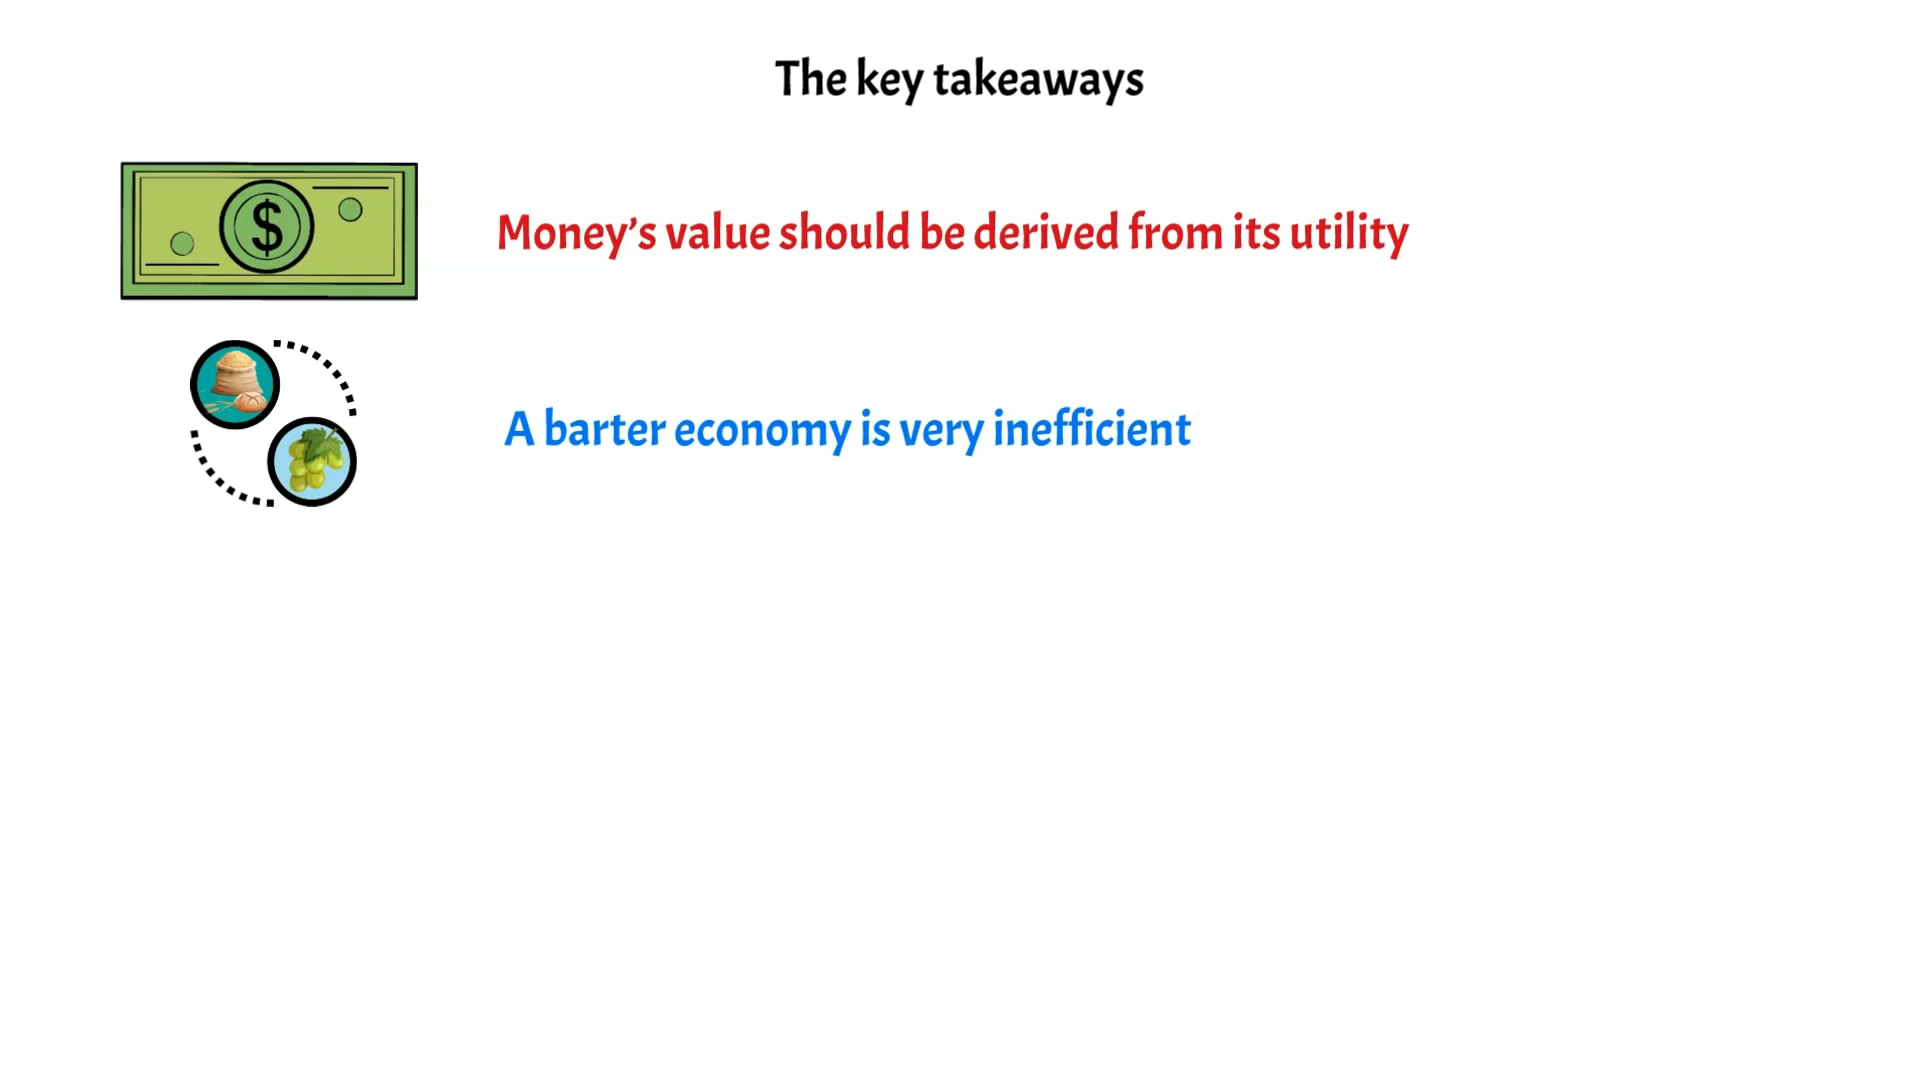 The key takeaways
$
Money’s value should be derived from its utility
A barter economy is very inefficient